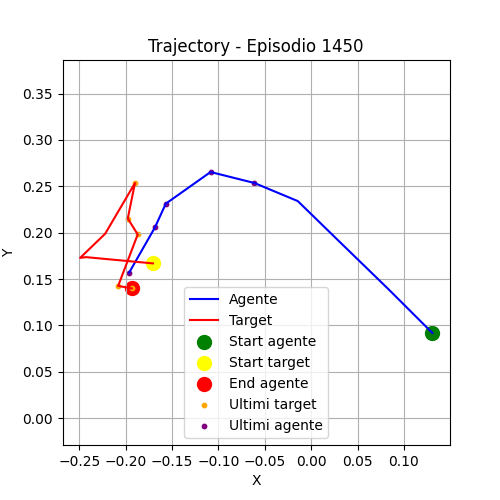 Trajectory - Episodio 1450
Y
0.35
0.30
0.25
0.20
0.15
0.10
0.05
0.00
Agente
Target
Start agente
Start target
End agente
Ultimi target
Ultimi agente
−0.25 −0.20 −0.15 −0.10 −0.05 0.00 0.05 0.10
X